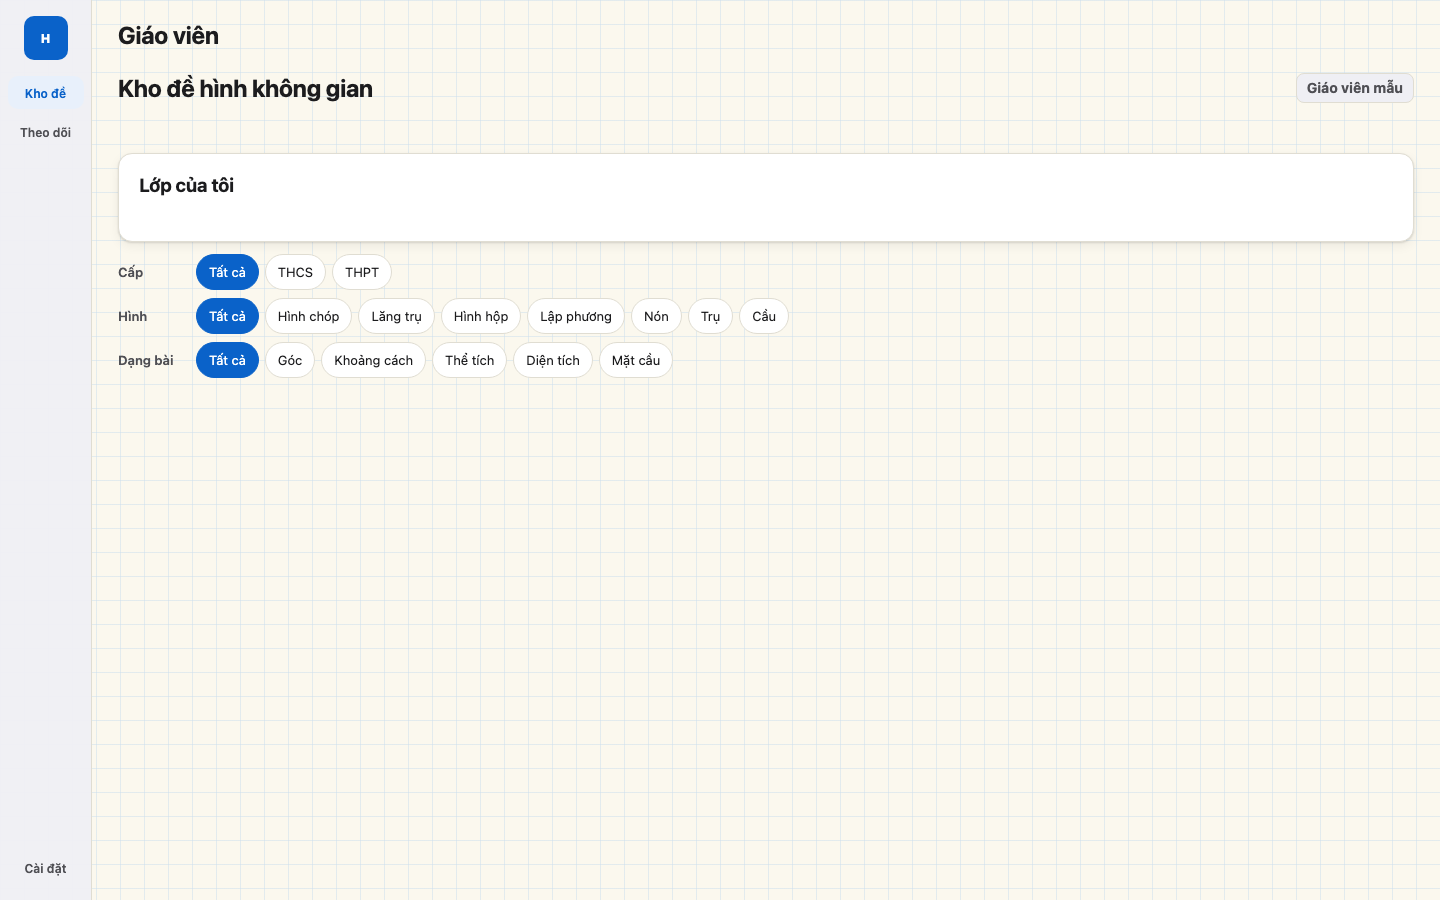 H
Kho đề
Theo dõi
Cài đặt
Giáo viên
Kho đề hình không gian
Giáo viên mẫu
Lớp của tôi
Cấp Tất cả THCS THPT
Hình Tất cả Hình chóp Lăng trụ Hình hộp Lập phương Nón Trụ Cầu
Dạng bài Tất cả Góc Khoảng cách Thể tích Diện tích Mặt cầu